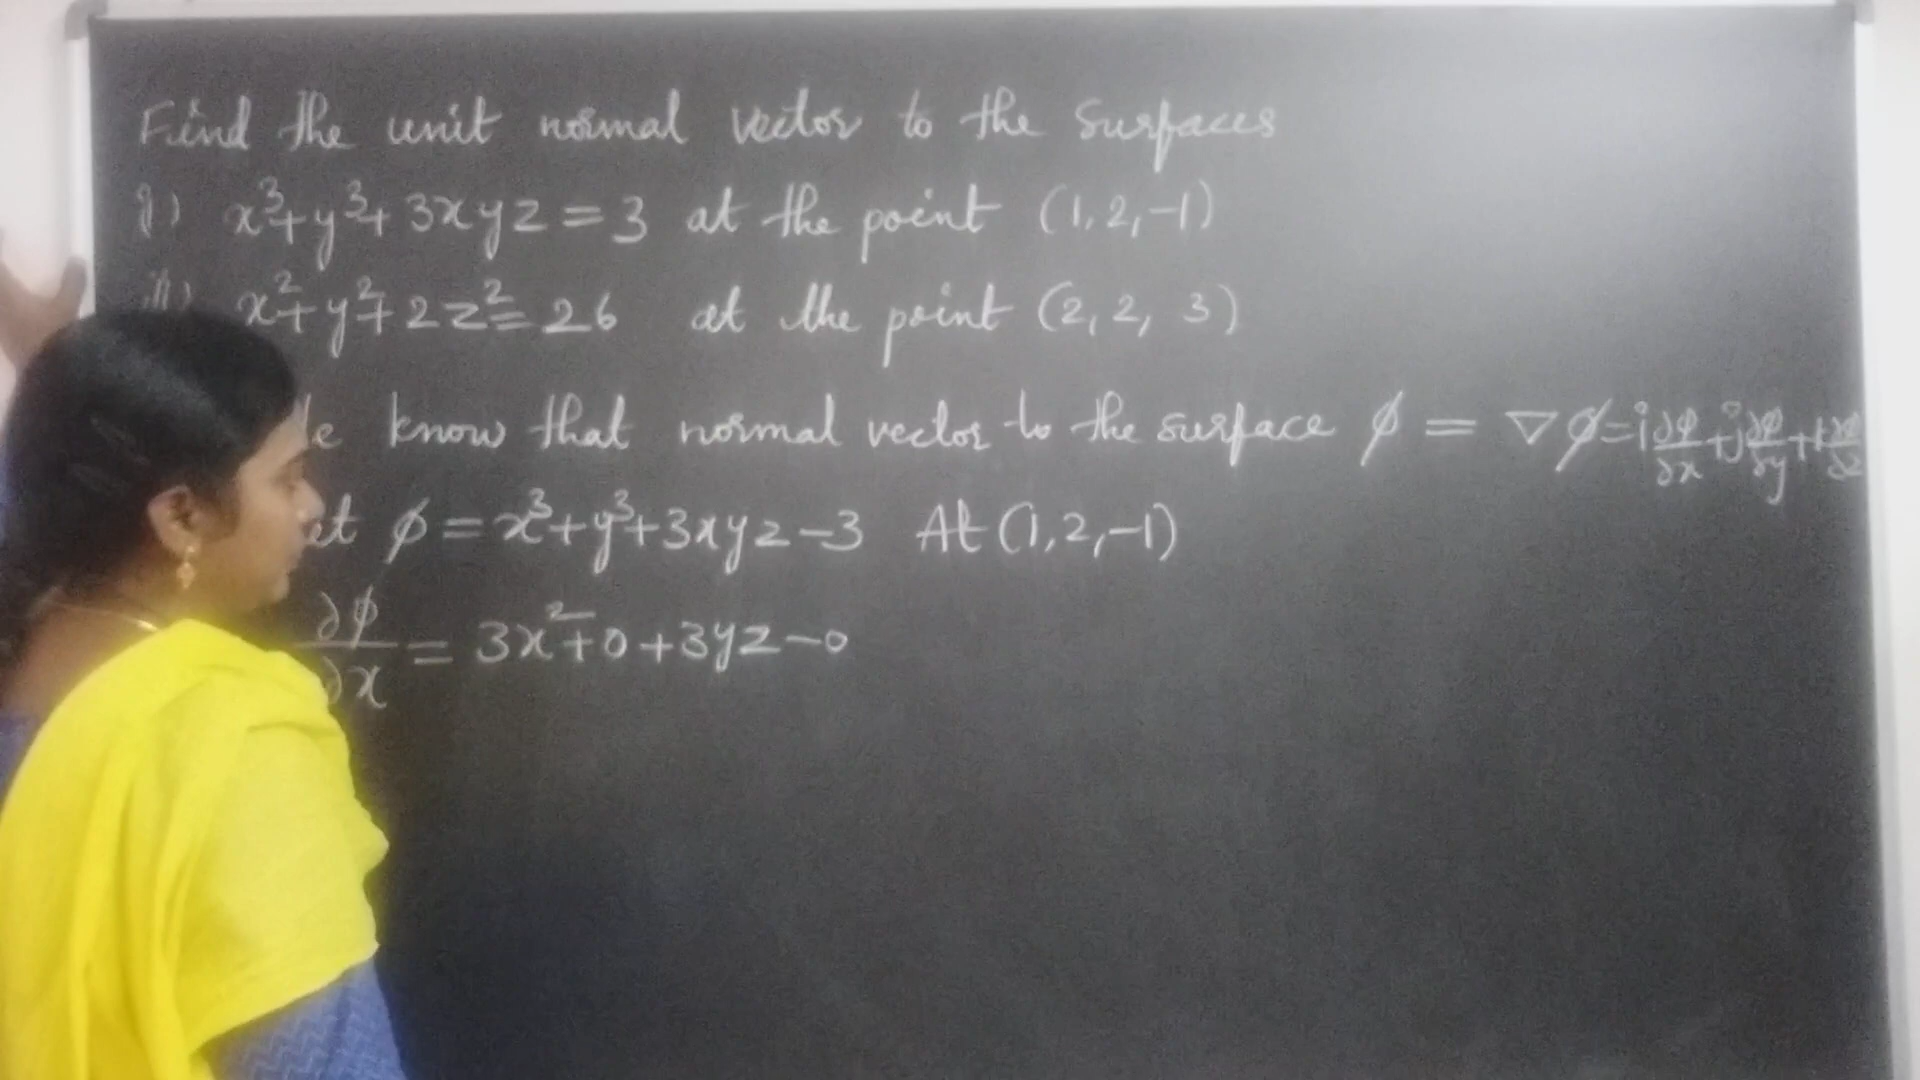 Find the unit normal vector to the surfaces
i) x³+y³+3xyz=3 at the point (1,2,-1)
ii) x²+y²+2z²=26 at the point (2,2,3)
know that normal vector to the surface ϕ = ∇ϕ=i ∂ϕ/∂x+j ∂ϕ/∂y+k ∂ϕ/∂z
ϕ=x³+y³+3xyz-3 At (1,2,-1)
∂ϕ/∂x = 3x²+0+3yz-0